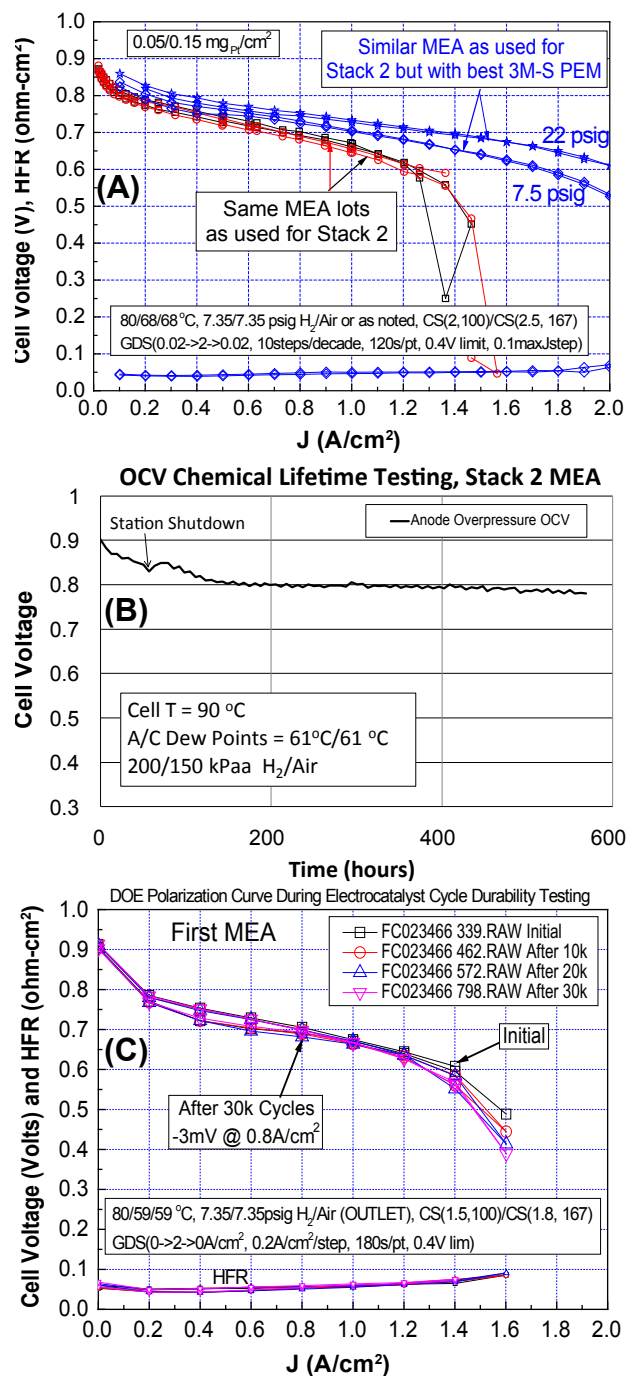 0.05/0.15 mgPt/cm²
Similar MEA as used for
Stack 2 but with best 3M-S PEM
22 psig
7.5 psig
(A)
Same MEA lots
as used for Stack 2
80/68/68 °C, 7.35/7.35 psig H₂/Air or as noted, CS(2,100)/CS(2.5, 167)
GDS(0.02->2->0.02, 10steps/decade, 120s/pt, 0.4V limit, 0.1maxJstep)
Cell Voltage (V), HFR (ohm-cm²)
1.0
0.9
0.8
0.7
0.6
0.5
0.4
0.3
0.2
0.1
0.0
0.0 0.2 0.4 0.6 0.8 1.0 1.2 1.4 1.6 1.8 2.0
J (A/cm²)
OCV Chemical Lifetime Testing, Stack 2 MEA
Station Shutdown
Anode Overpressure OCV
(B)
Cell T = 90 °C
A/C Dew Points = 61°C/61 °C
200/150 kPaa H₂/Air
Cell Voltage
1
0.9
0.8
0.7
0.6
0.5
0.4
0.3
0 200 400 600
Time (hours)
DOE Polarization Curve During Electrocatalyst Cycle Durability Testing
First MEA
FC023466 339.RAW Initial
FC023466 462.RAW After 10k
FC023466 572.RAW After 20k
FC023466 798.RAW After 30k
(C)
Initial
After 30k Cycles
-3mV @ 0.8A/cm²
80/59/59 °C, 7.35/7.35psig H₂/Air (OUTLET), CS(1.5,100)/CS(1.8, 167)
GDS(0->2->0A/cm², 0.2A/cm²/step, 180s/pt, 0.4V lim)
HFR
Cell Voltage (Volts) and HFR (ohm-cm²)
1.0
0.9
0.8
0.7
0.6
0.5
0.4
0.3
0.2
0.1
0.0
0.0 0.2 0.4 0.6 0.8 1.0 1.2 1.4 1.6 1.8 2.0
J (A/cm²)